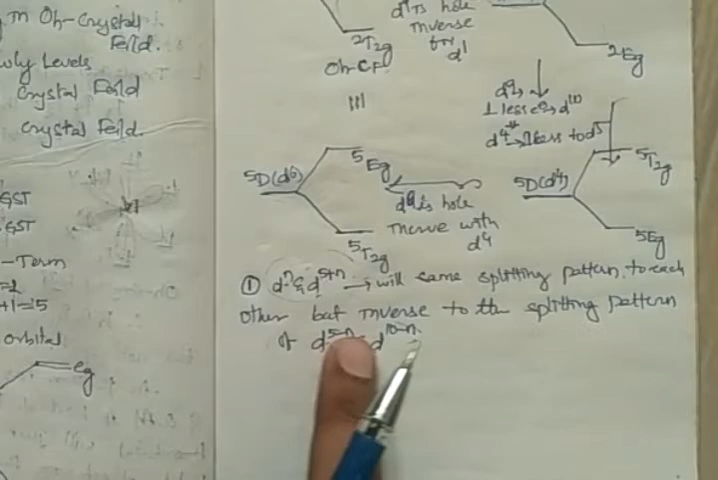 in Oh-Crystal
Feild.
Levels
Crystal Feild
Crystal Feild.
GST
GST
-Term
+1=5
orbital
eg
d9 is hole
inverse
d1
2T2g
Oh-CF
2Eg
d9
1 less e d10
d4 1 less to d5
5D(d6)
5Eg
5T2g
hole
inverse with
d4
5D(d4)
5T2g
5Eg
① dn & d5+n → will same splitting pattern to each
other but inverse to the splitting pattern
of d5-n d10-n.